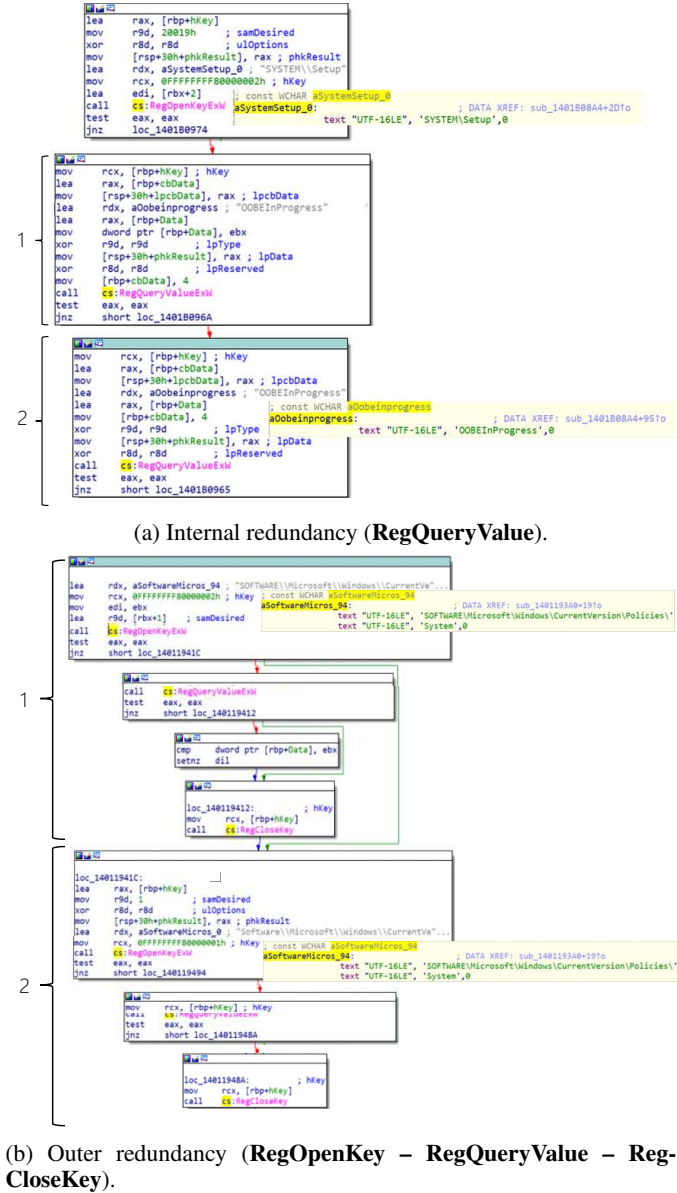 lea rax, [rbp+hKey]
mov r9d, 20019h ; samDesired
xor r8d, r8d ; ulOptions
mov [rsp+30h+phkResult], rax ; phkResult
lea rdx, aSystemSetup_0 ; "SYSTEM\\Setup"
mov rcx, 0FFFFFFFF80000002h ; hKey
lea edi, [rbx+2]
call cs:RegOpenKeyExW
test eax, eax
jnz loc_1401B0974
; const WCHAR aSystemSetup_0
aSystemSetup_0: ; DATA XREF: sub_1401B08A4+2D↑o
text "UTF-16LE", 'SYSTEM\Setup',0
1
mov rcx, [rbp+hKey] ; hKey
lea rax, [rbp+cbData]
mov [rsp+30h+lpcbData], rax ; lpcbData
lea rdx, aOobeinprogress ; "OOBEInProgress"
lea rax, [rbp+Data]
mov dword ptr [rbp+Data], ebx
xor r9d, r9d ; lpType
mov [rsp+30h+phkResult], rax ; lpData
xor r8d, r8d ; lpReserved
mov [rbp+cbData], 4
call cs:RegQueryValueExW
test eax, eax
jnz short loc_1401B096A
2
mov rcx, [rbp+hKey] ; hKey
lea rax, [rbp+cbData]
mov [rsp+30h+lpcbData], rax ; lpcbData
lea rdx, aOobeinprogress ; "OOBEInProgress"
lea rax, [rbp+Data]
mov [rbp+cbData], 4
xor r9d, r9d ; lpType
mov [rsp+30h+phkResult], rax ; lpData
xor r8d, r8d ; lpReserved
call cs:RegQueryValueExW
test eax, eax
jnz short loc_1401B0965
; const WCHAR aOobeinprogress
aOobeinprogress: ; DATA XREF: sub_1401B08A4+95↑o
text "UTF-16LE", 'OOBEInProgress',0
(a) Internal redundancy (RegQueryValue).
1
lea rdx, aSoftwareMicros_94 ; "SOFTWARE\\Microsoft\\Windows\\CurrentVe"...
mov rcx, 0FFFFFFFF80000002h ; hKey
mov edi, ebx
lea r9d, [rbx+1] ; samDesired
call cs:RegOpenKeyExW
test eax, eax
jnz short loc_14011941C
; const WCHAR aSoftwareMicros_94
aSoftwareMicros_94: ; DATA XREF: sub_1401193A0+19↑o
text "UTF-16LE", 'SOFTWARE\Microsoft\Windows\CurrentVersion\Policies\'
text "UTF-16LE", 'System',0
call cs:RegQueryValueExW
test eax, eax
jnz short loc_140119412
cmp dword ptr [rbp+Data], ebx
setnz dil
loc_140119412: ; hKey
mov rcx, [rbp+hKey]
call cs:RegCloseKey
2
loc_14011941C:
lea rax, [rbp+hKey]
mov r9d, 1 ; samDesired
xor r8d, r8d ; ulOptions
mov [rsp+30h+phkResult], rax ; phkResult
lea rdx, aSoftwareMicros_0 ; "Software\\Microsoft\\Windows\\CurrentVe"...
mov rcx, 0FFFFFFFF80000001h ; hKey
call cs:RegOpenKeyExW
test eax, eax
jnz short loc_140119494
; const WCHAR aSoftwareMicros_94
aSoftwareMicros_94: ; DATA XREF: sub_1401193A0+19↑o
text "UTF-16LE", 'SOFTWARE\Microsoft\Windows\CurrentVersion\Policies\'
text "UTF-16LE", 'System',0
mov rcx, [rbp+hKey] ; hKey
call cs:RegQueryValueExW
test eax, eax
jnz short loc_14011948A
loc_14011948A: ; hKey
mov rcx, [rbp+hKey]
call cs:RegCloseKey
(b) Outer redundancy (RegOpenKey – RegQueryValue – Reg-
CloseKey).